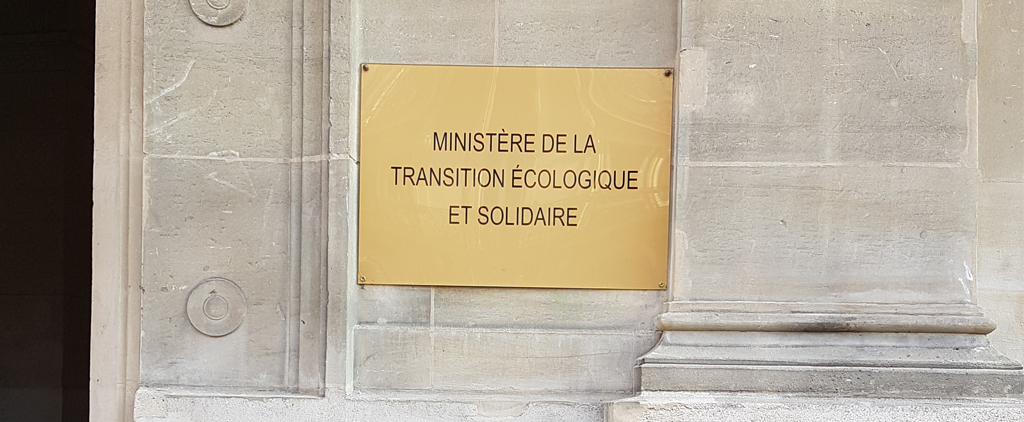 MINISTÈRE DE LA
TRANSITION ÉCOLOGIQUE
ET SOLIDAIRE